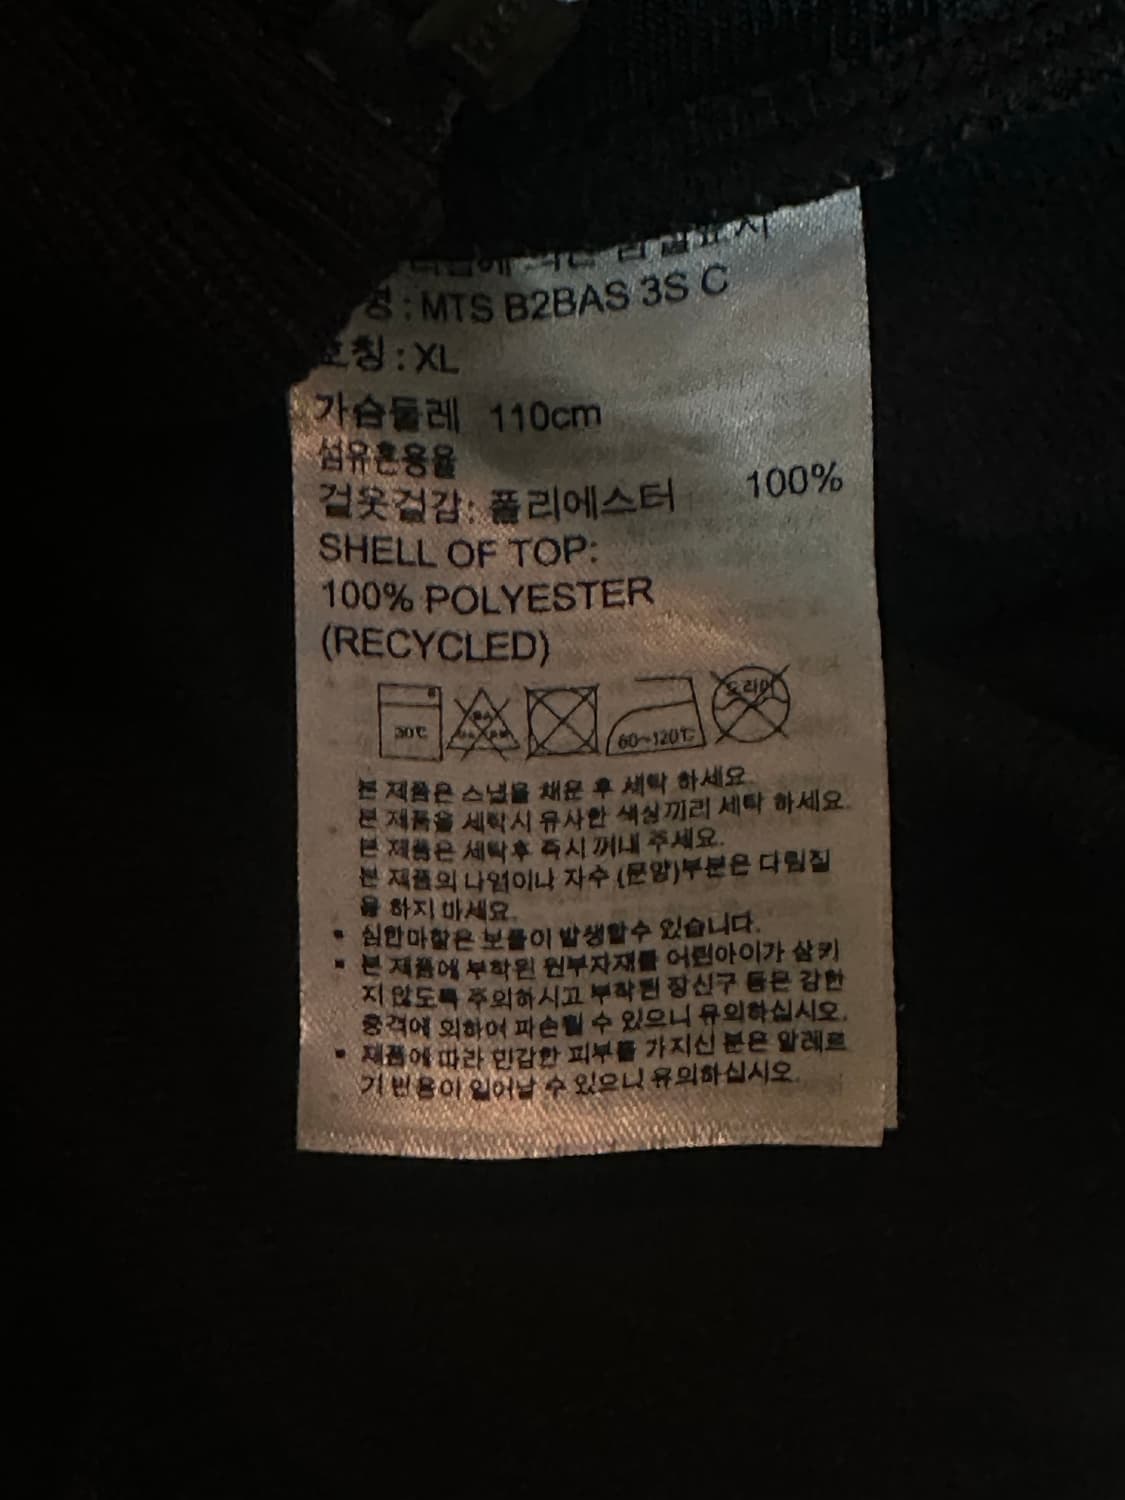 표시
명 : MTS B2BAS 3S C
호칭 : XL
가슴둘레 110cm
섬유혼용율
겉옷겉감: 폴리에스터 100%
SHELL OF TOP:
100% POLYESTER
(RECYCLED)
30℃ 60~120℃ 드라이
본 제품은 스냅을 채운 후 세탁 하세요.
본 제품을 세탁시 유사한 색상끼리 세탁 하세요.
본 제품은 세탁후 즉시 꺼내 주세요.
본 제품의 나염이나 자수 (문양)부분은 다림질
을 하지 마세요.
• 심한마찰은 보풀이 발생할수 있습니다.
• 본 제품에 부착된 원부자재를 어린아이가 삼키
지 않도록 주의하시고 부착된 장신구 등은 강한
충격에 의하여 파손될 수 있으니 유의하십시오.
• 제품에 따라 민감한 피부를 가지신 분은 알레르
기 반응이 일어날 수 있으니 유의하십시오.